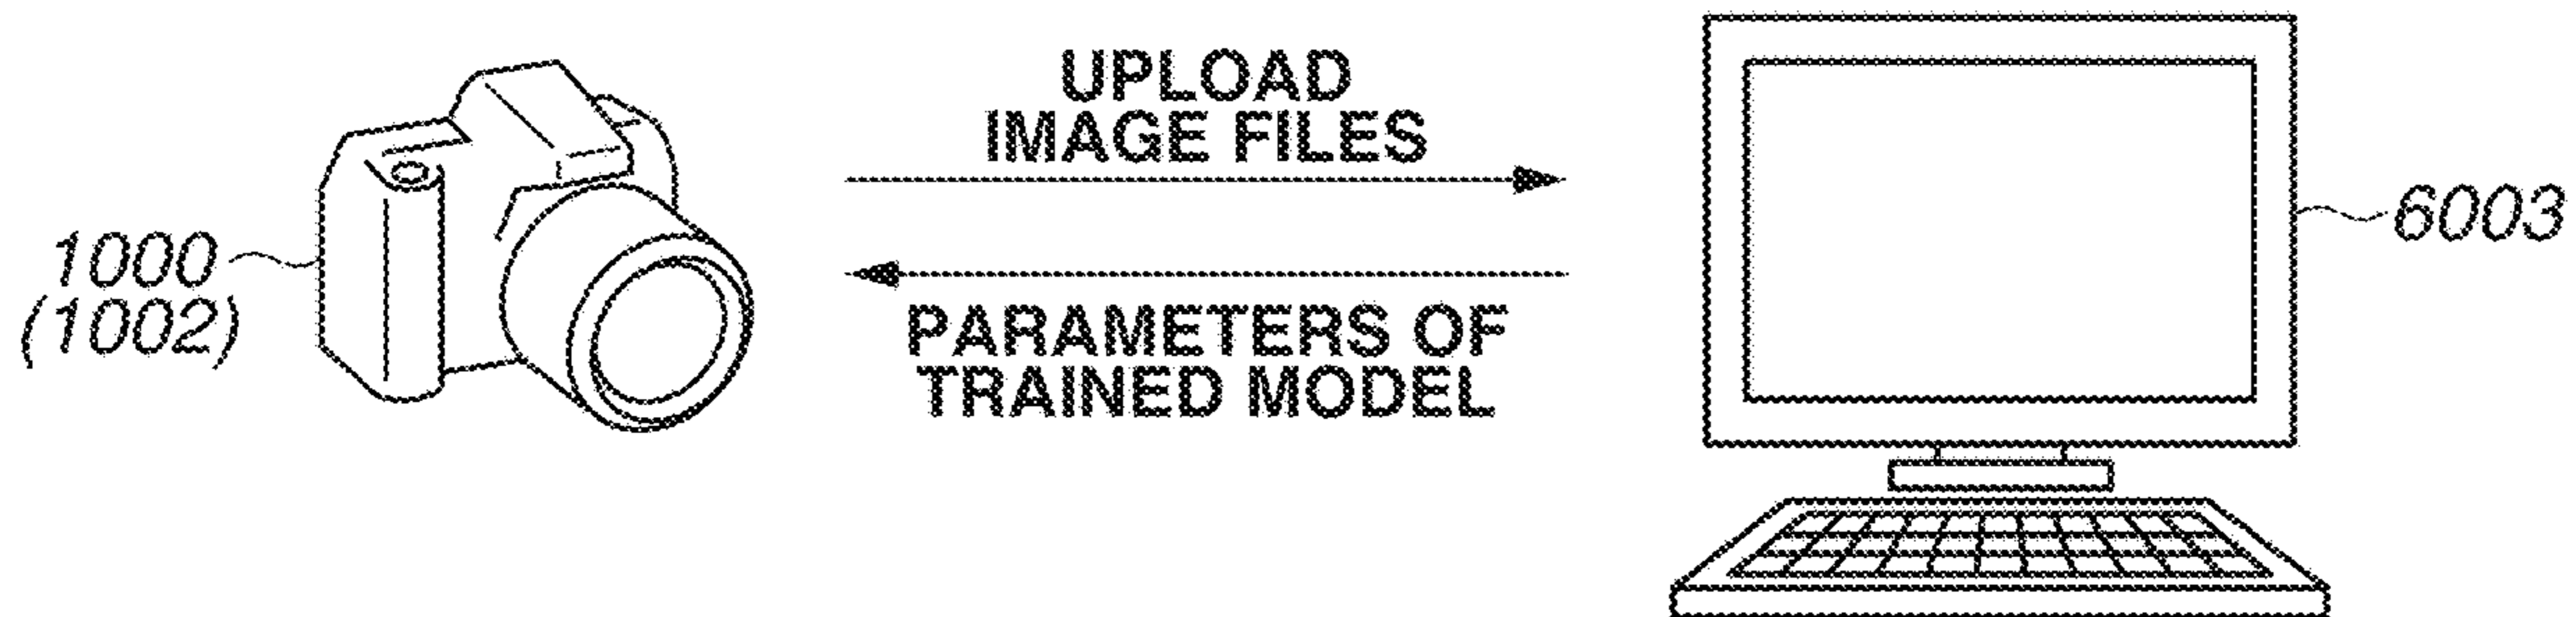 UPLOAD
IMAGE FILES
1000
(1002)
6003
PARAMETERS OF
TRAINED MODEL